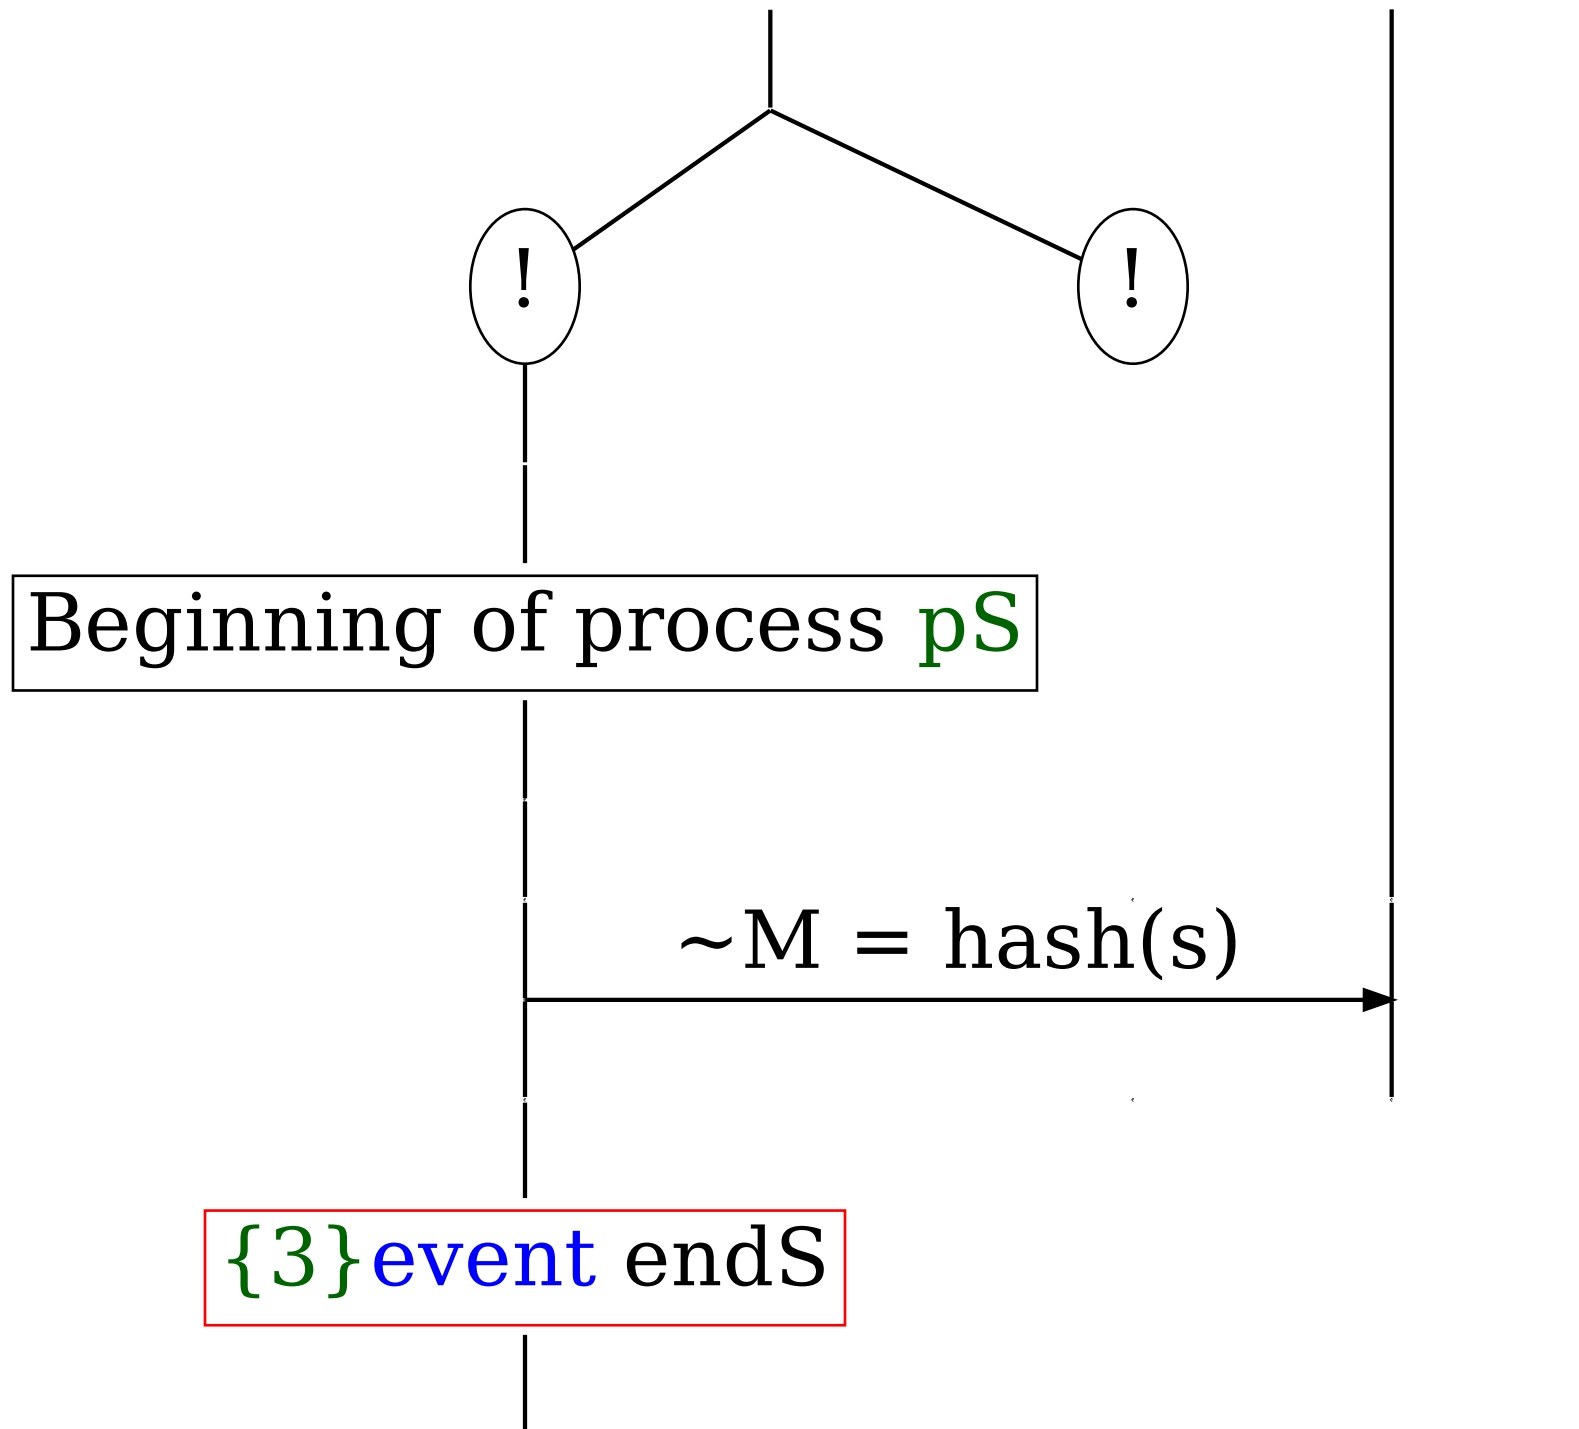 ! !
Beginning of process pS
~M = hash(s)
{3}event endS